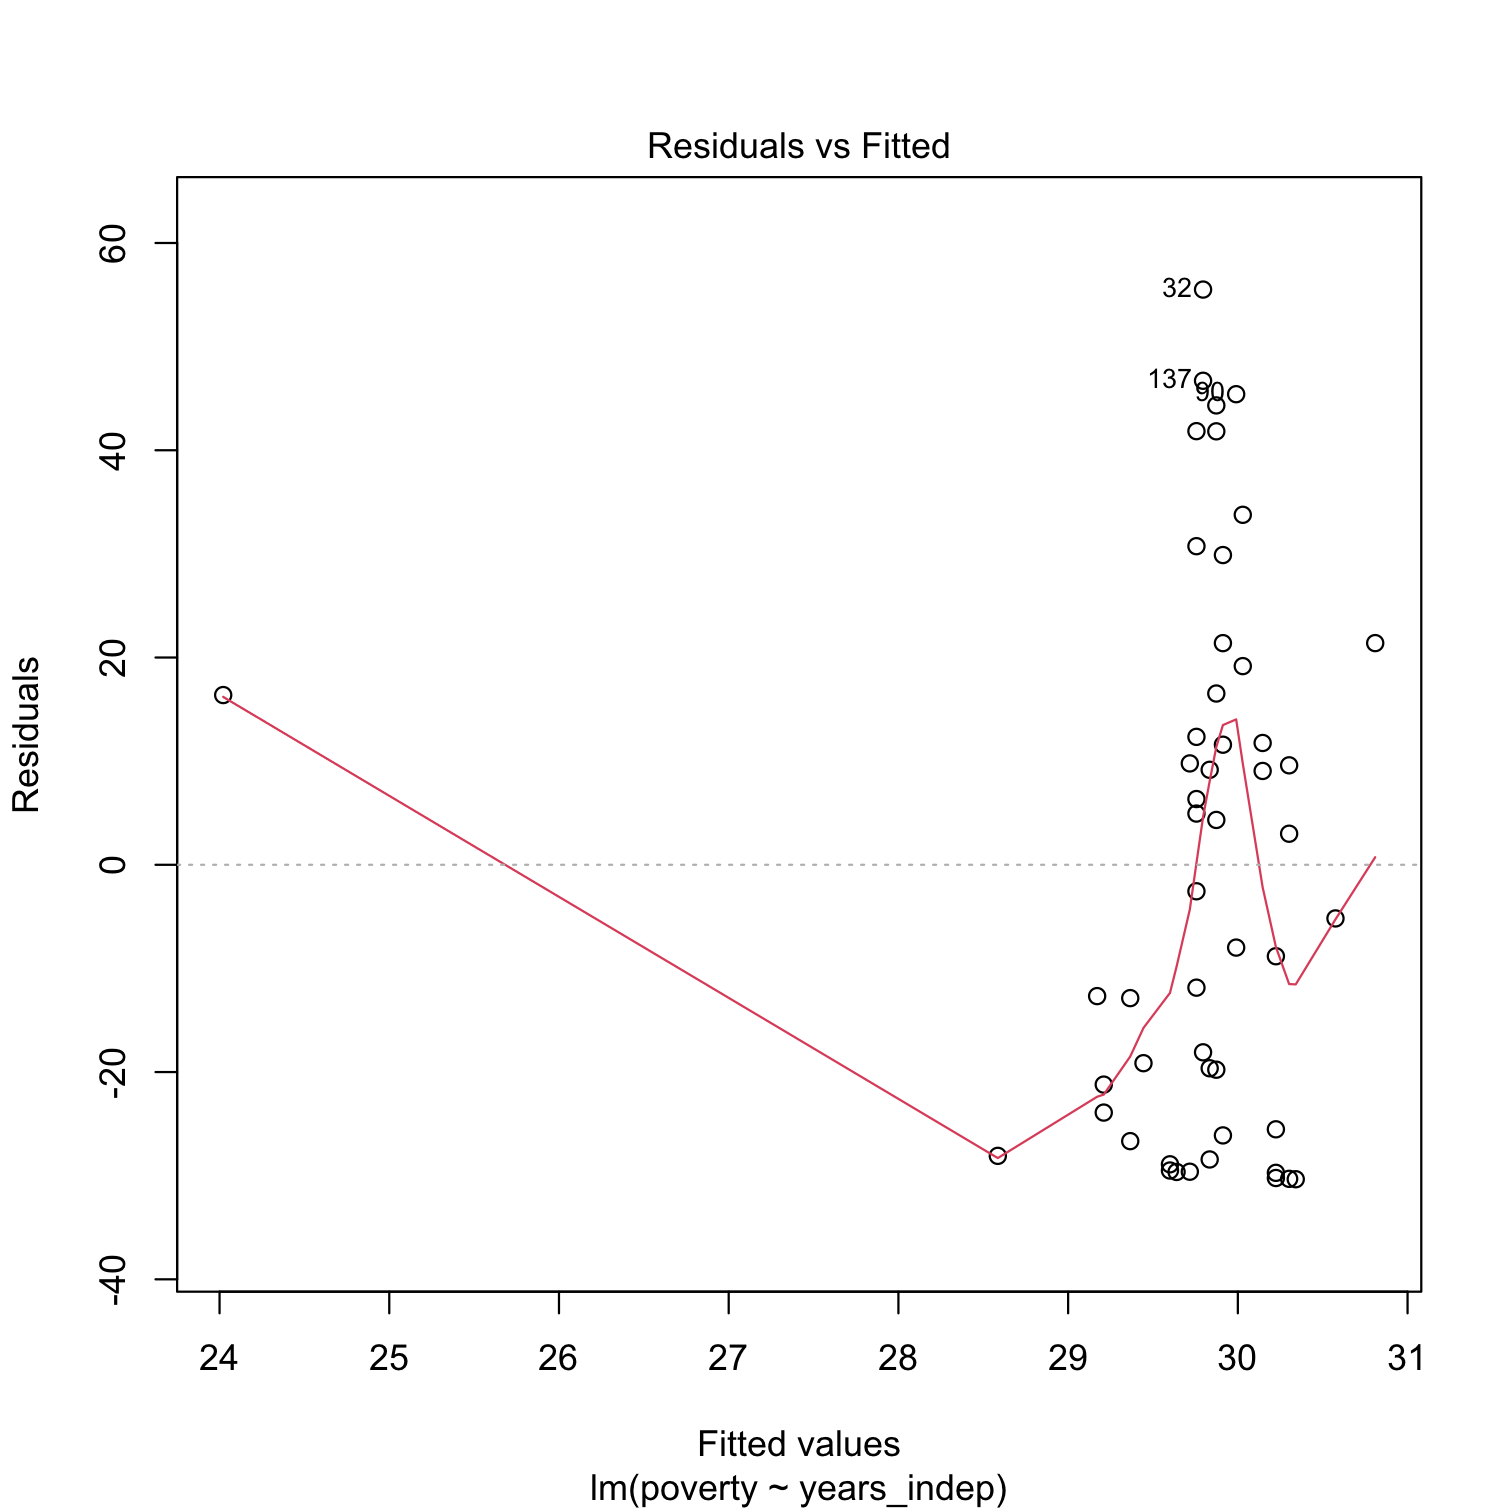 Residuals vs Fitted
60
40
20
0
-20
-40
Residuals
32
137
90
24 25 26 27 28 29 30 31
Fitted values
lm(poverty ~ years_indep)